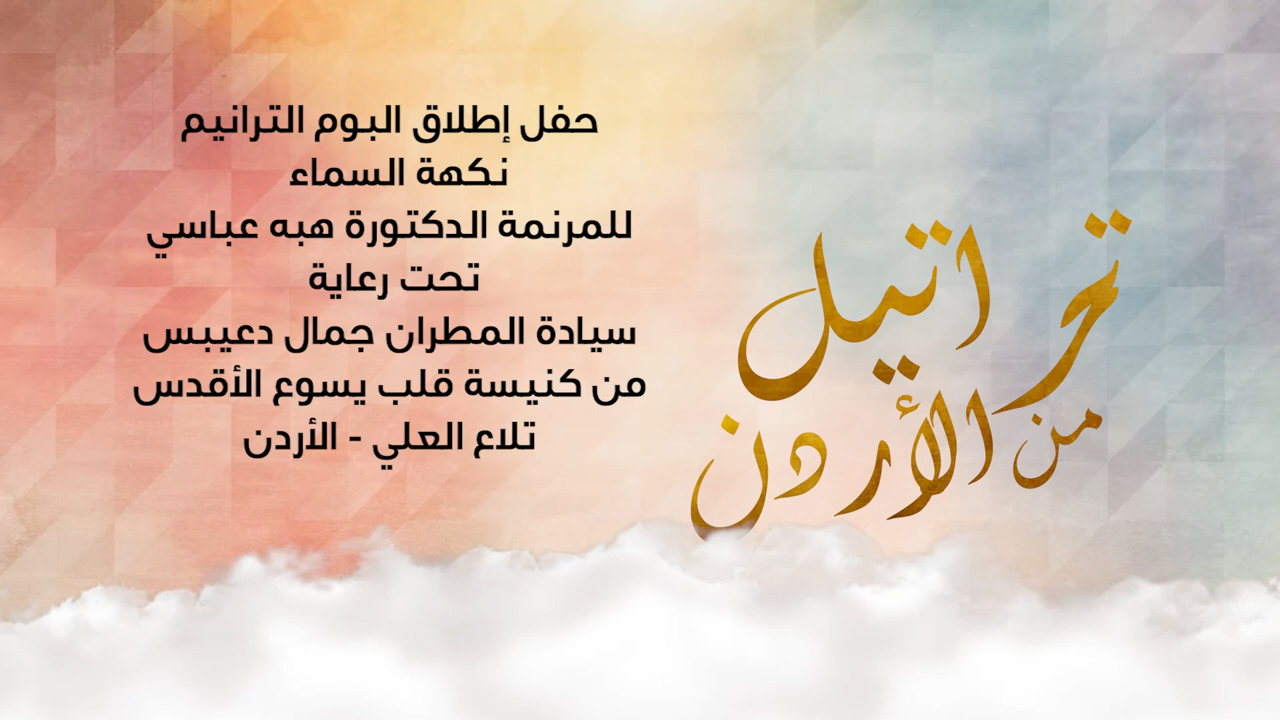 حفل إطلاق البوم الترانيم
نكهة السماء
للمرنمة الدكتورة هبه عباسي
تحت رعاية
سيادة المطران جمال دعيبس
من كنيسة قلب يسوع الأقدس
تلاع العلي - الأردن
تراتيل
من الأردن